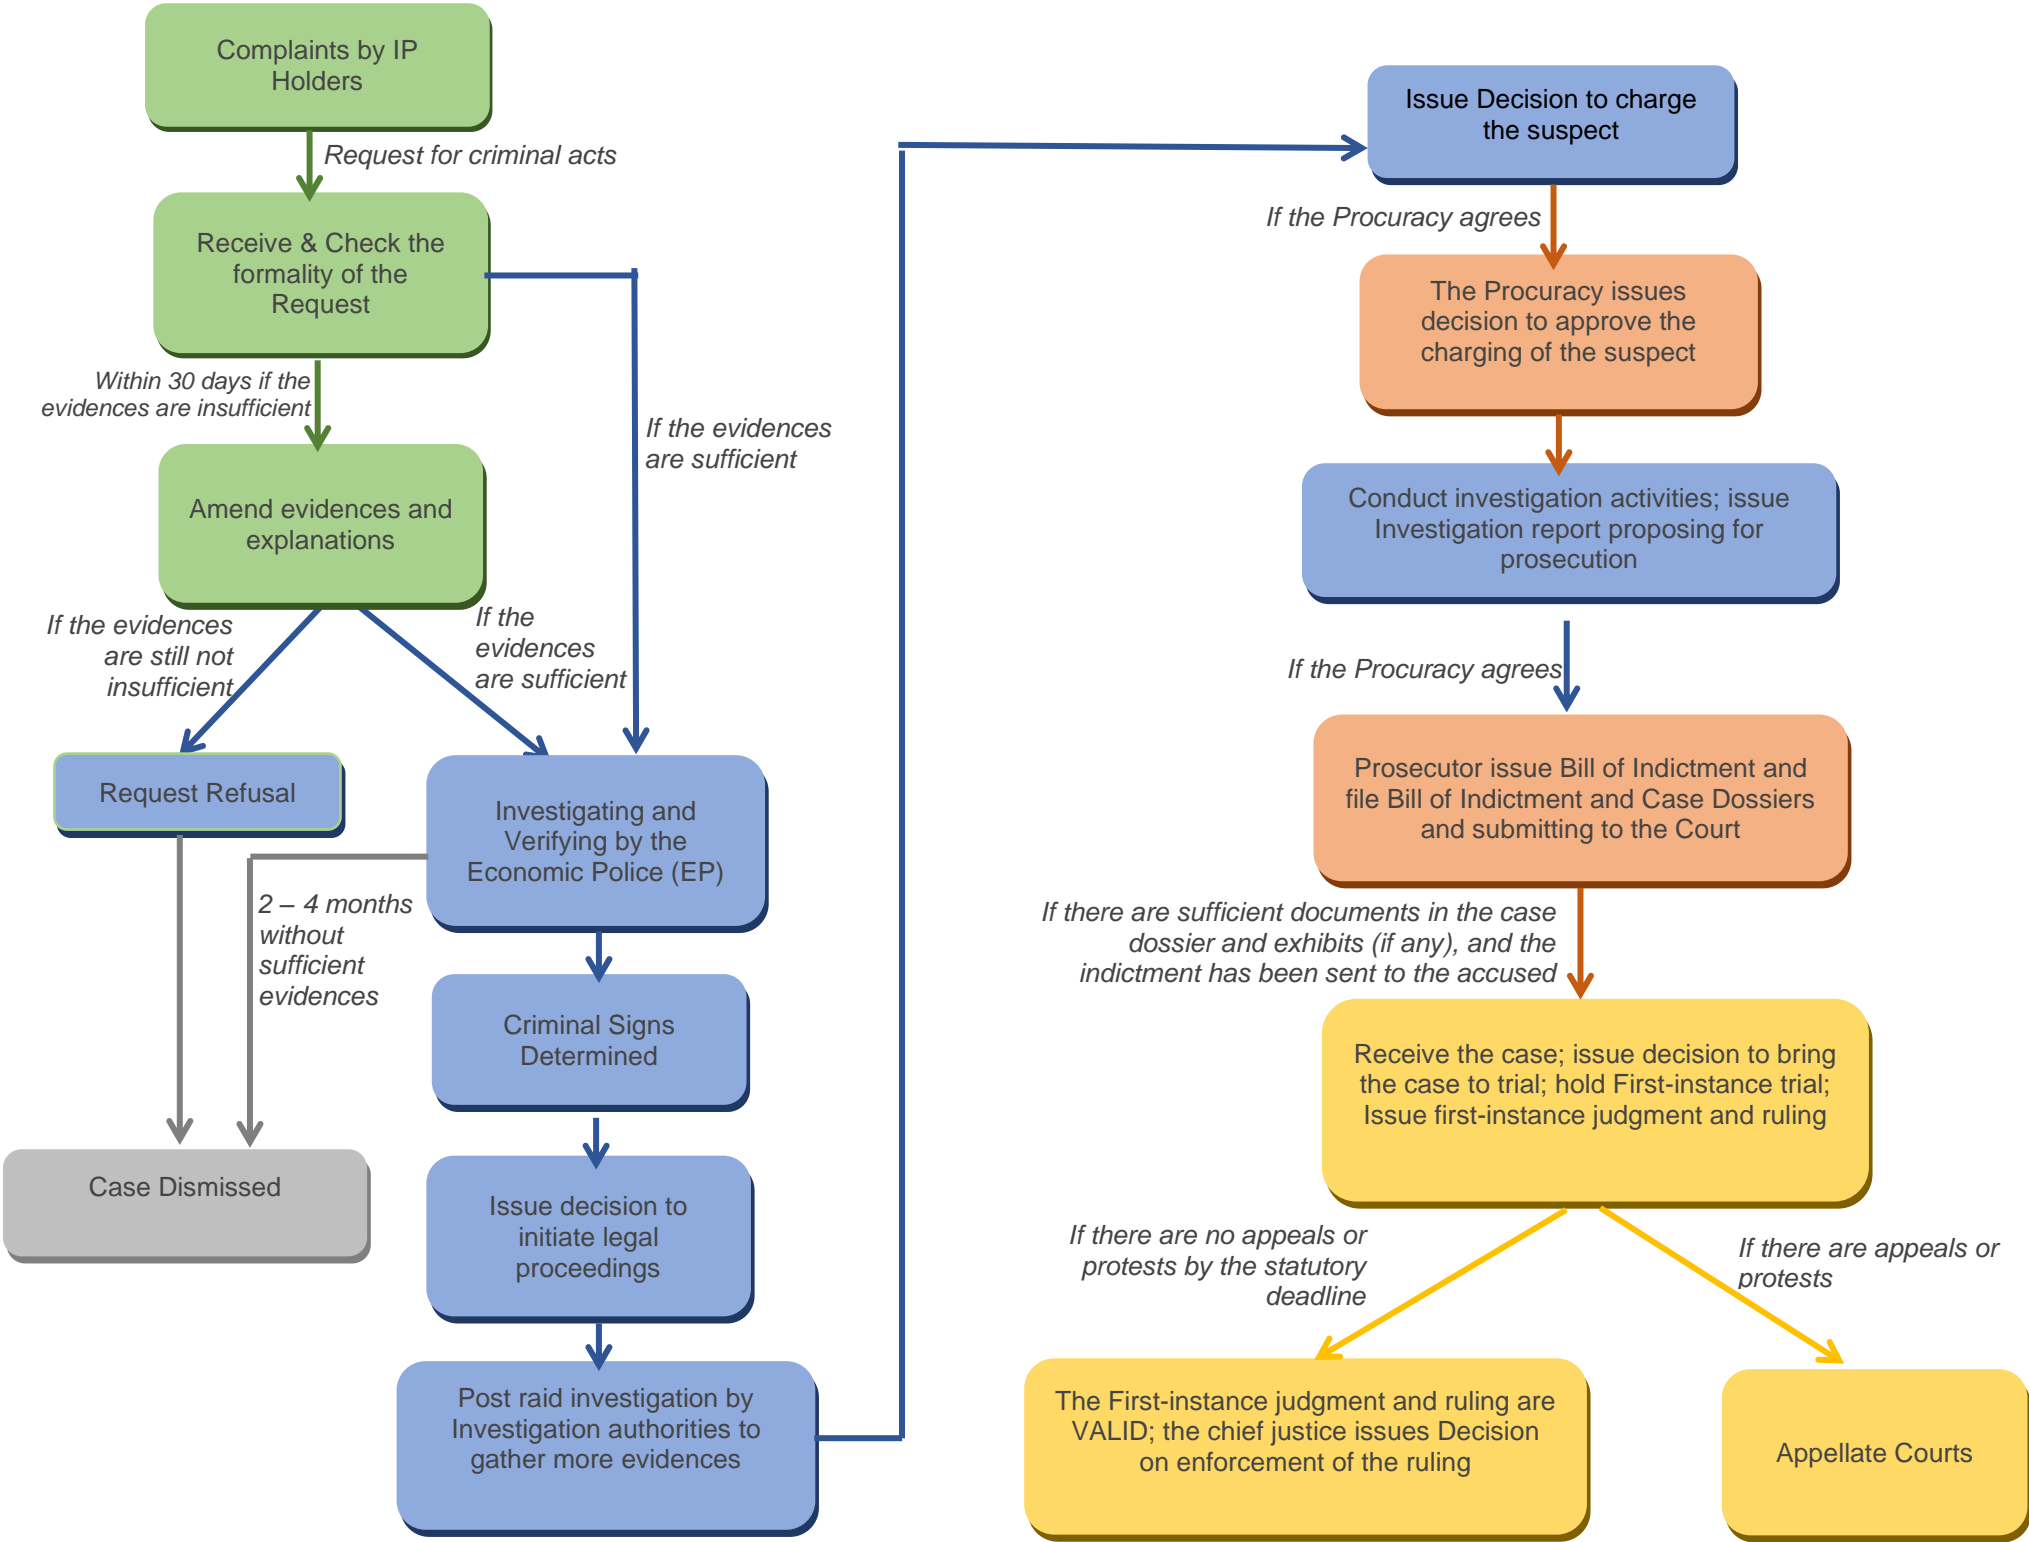 Complaints by IP
Holders
Request for criminal acts
Receive & Check the
formality of the
Request
Within 30 days if the
evidences are insufficient
If the evidences
are sufficient
Amend evidences and
explanations
If the evidences
are still not
insufficient
If the
evidences
are sufficient
Request Refusal
Investigating and
Verifying by the
Economic Police (EP)
2 – 4 months
without
sufficient
evidences
Criminal Signs
Determined
Case Dismissed
Issue decision to
initiate legal
proceedings
Post raid investigation by
Investigation authorities to
gather more evidences
Issue Decision to charge
the suspect
If the Procuracy agrees
The Procuracy issues
decision to approve the
charging of the suspect
Conduct investigation activities; issue
Investigation report proposing for
prosecution
If the Procuracy agrees
Prosecutor issue Bill of Indictment and
file Bill of Indictment and Case Dossiers
and submitting to the Court
If there are sufficient documents in the case
dossier and exhibits (if any), and the
indictment has been sent to the accused
Receive the case; issue decision to bring
the case to trial; hold First-instance trial;
Issue first-instance judgment and ruling
If there are no appeals or
protests by the statutory
deadline
If there are appeals or
protests
The First-instance judgment and ruling are
VALID; the chief justice issues Decision
on enforcement of the ruling
Appellate Courts